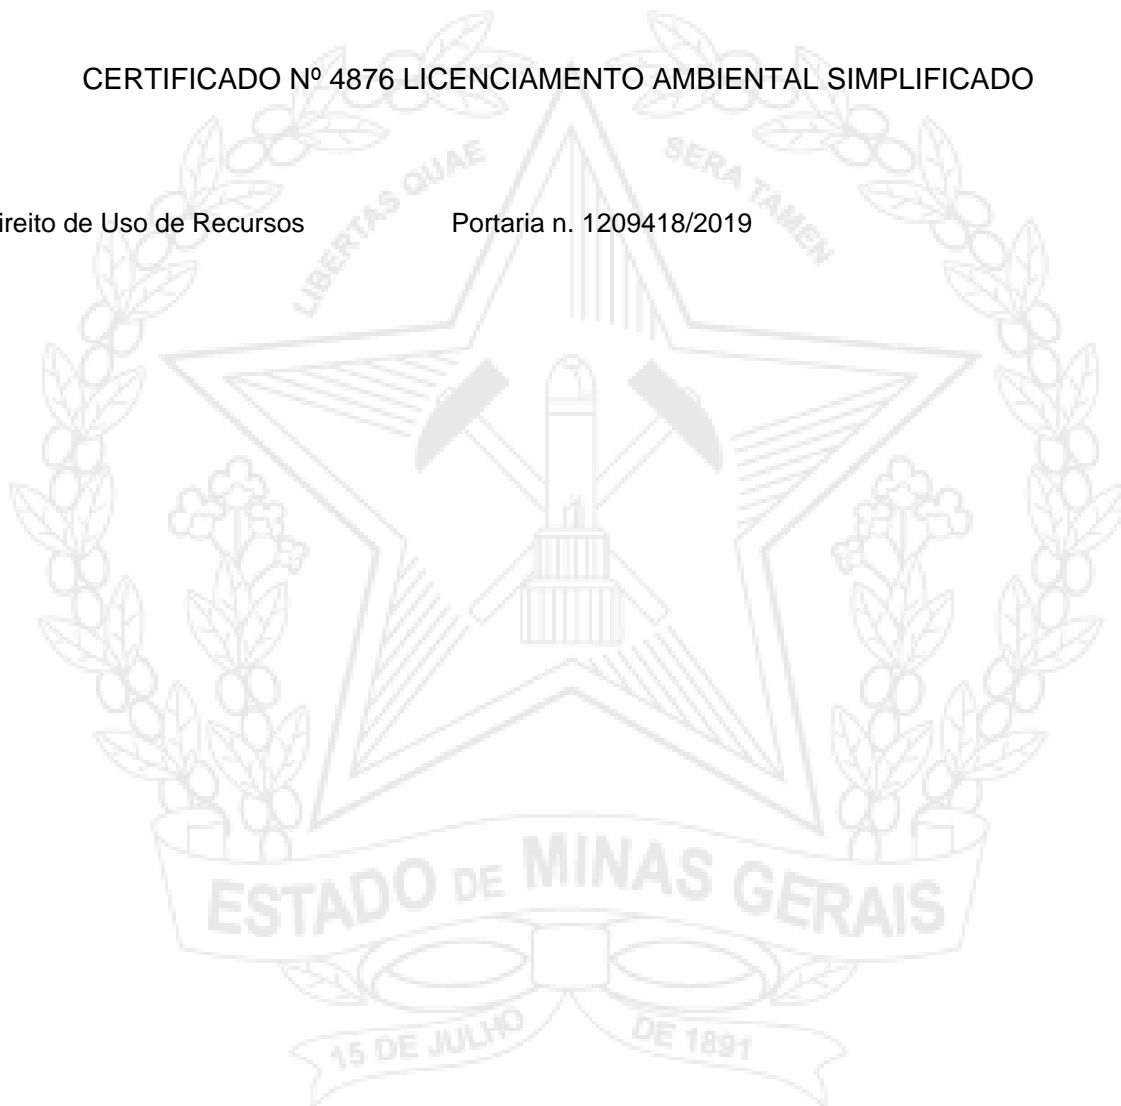 CERTIFICADO Nº 4876 LICENCIAMENTO AMBIENTAL SIMPLIFICADO
LIBERTAS QUAE SERA TAMEN
ireito de Uso de Recursos Portaria n. 1209418/2019
ESTADO DE MINAS GERAIS
15 DE JULHO DE 1891